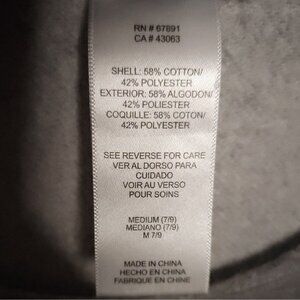 RN # 67891
CA # 43063
SHELL: 58% COTTON/
42% POLYESTER
EXTERIOR: 58% ALGODON/
42% POLIESTER
COQUILLE: 58% COTON/
42% POLYESTER
SEE REVERSE FOR CARE
VER AL DORSO PARA
CUIDADO
VOIR AU VERSO
POUR SOINS
MEDIUM (7/9)
MEDIANO (7/9)
M 7/9
MADE IN CHINA
HECHO EN CHINA
FABRIQUE EN CHINE